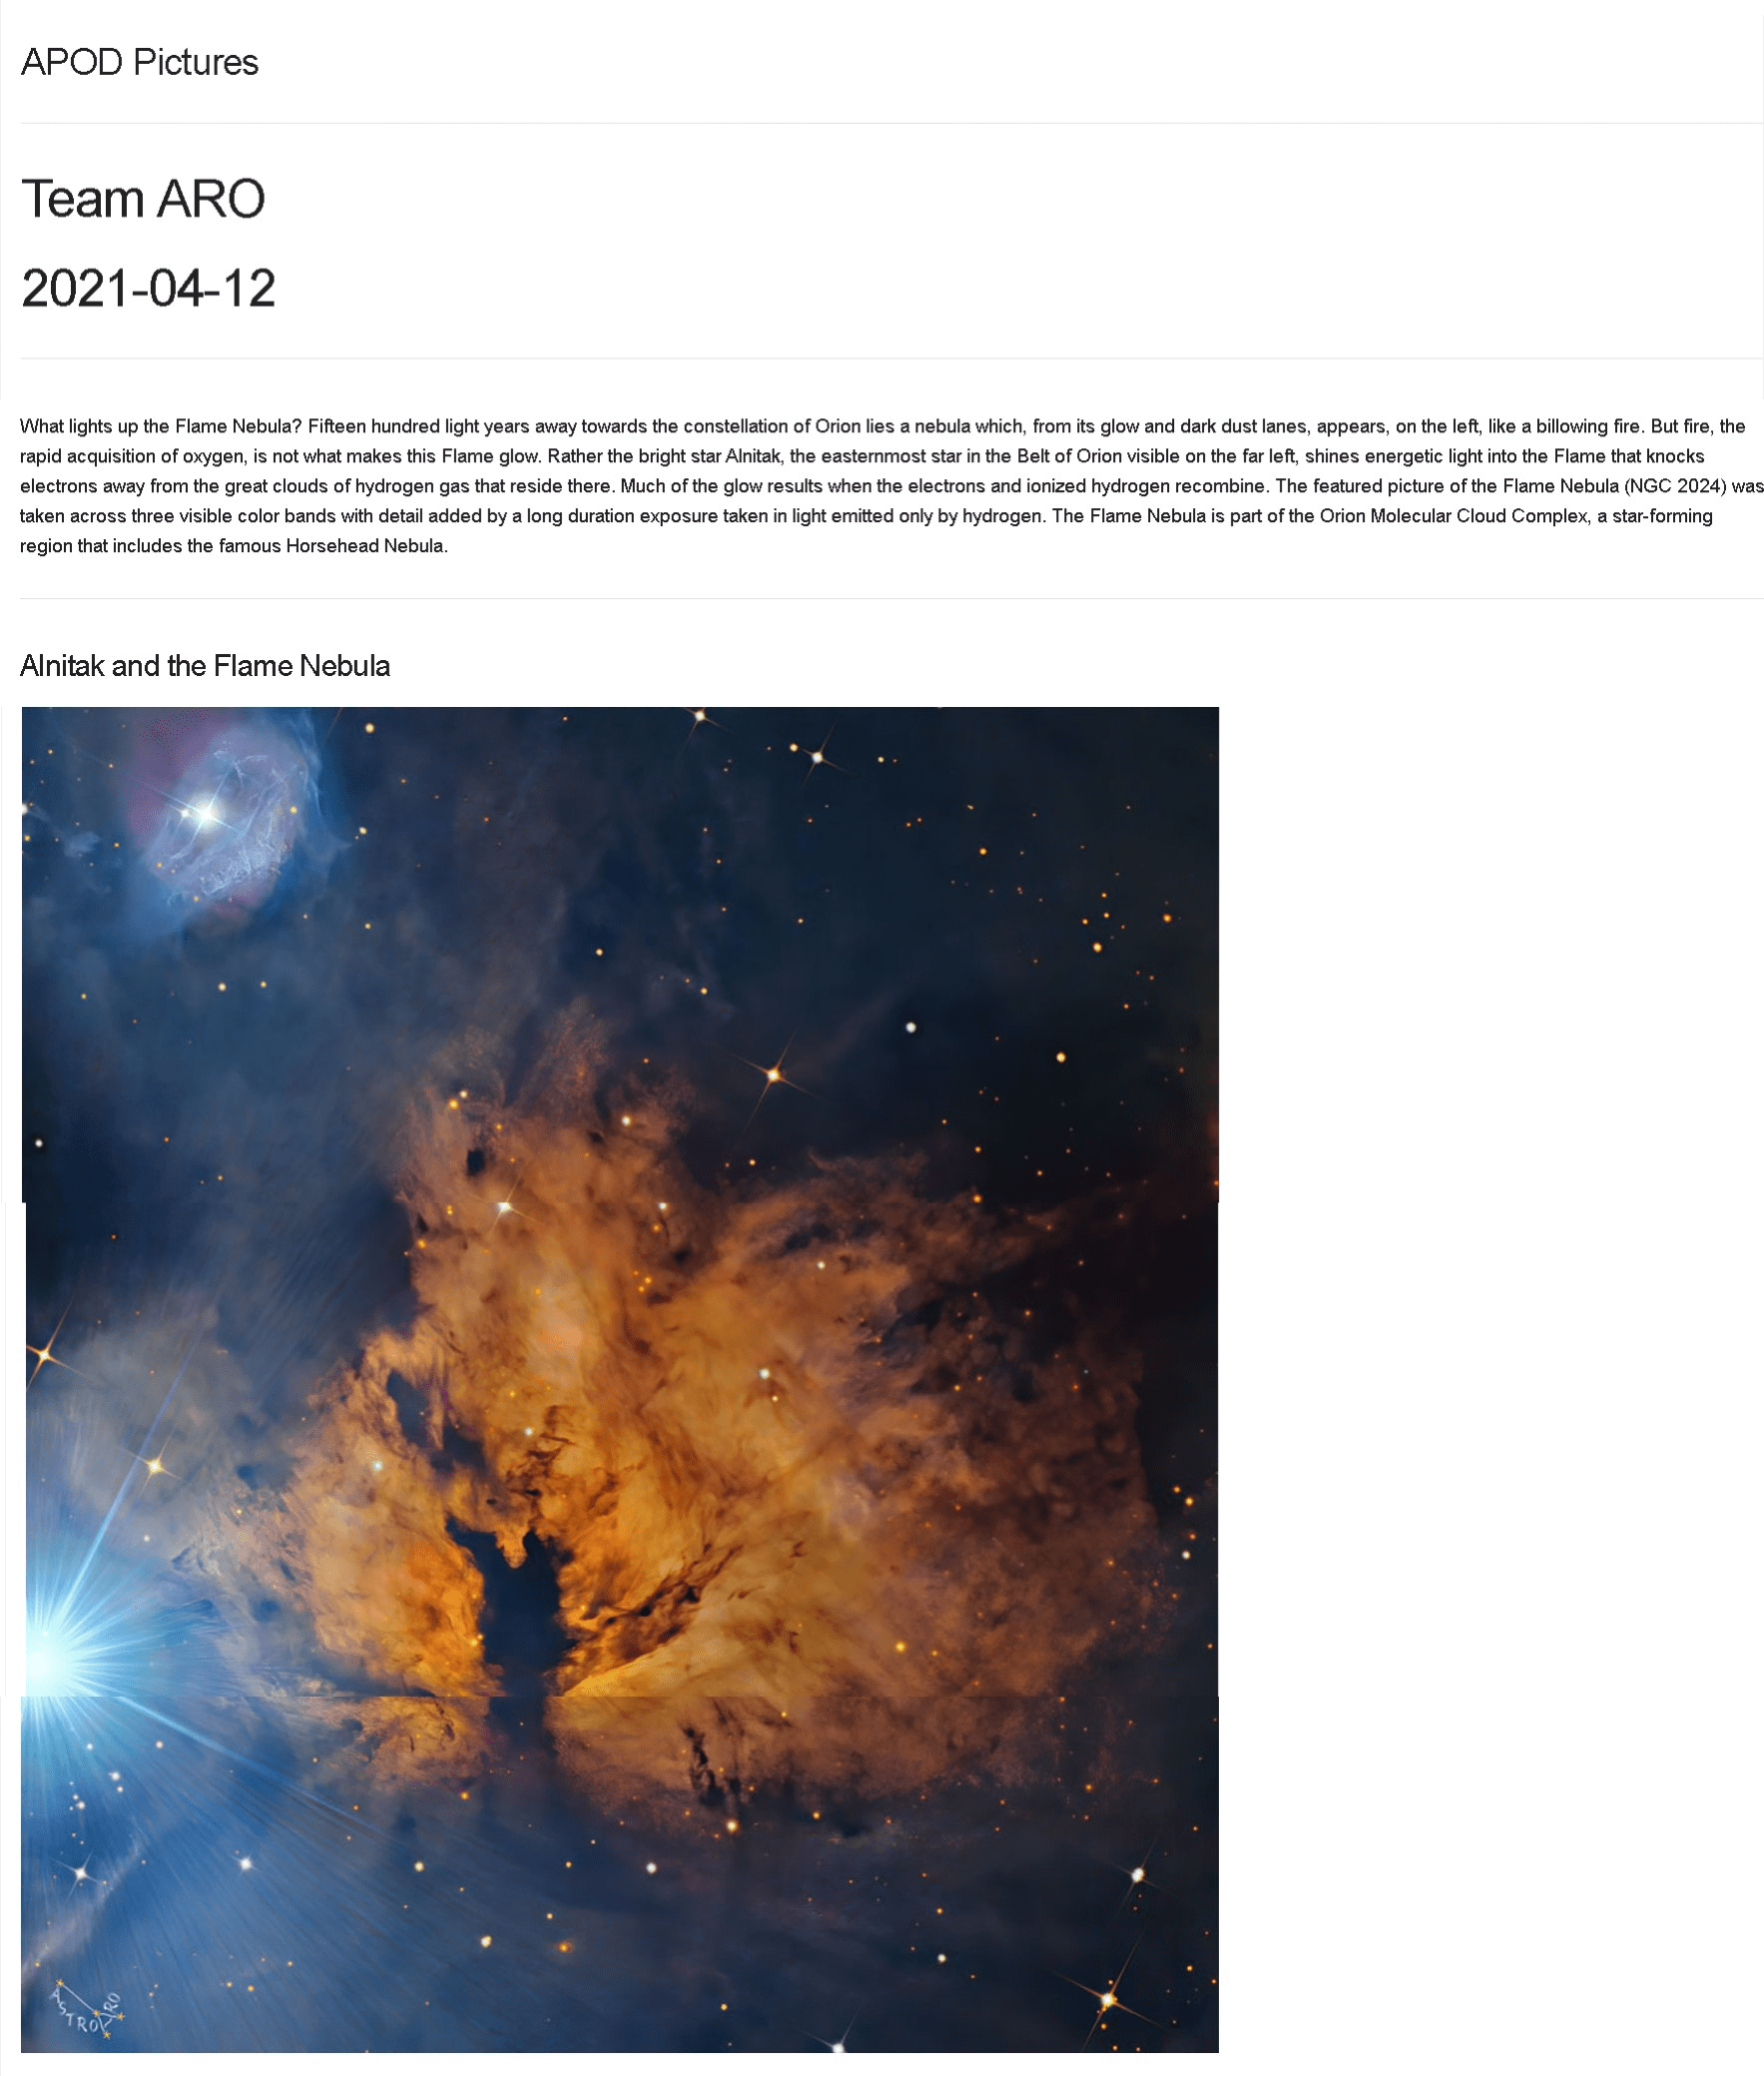 APOD Pictures
Team ARO
2021-04-12
What lights up the Flame Nebula? Fifteen hundred light years away towards the constellation of Orion lies a nebula which, from its glow and dark dust lanes, appears, on the left, like a billowing fire. But fire, the
rapid acquisition of oxygen, is not what makes this Flame glow. Rather the bright star Alnitak, the easternmost star in the Belt of Orion visible on the far left, shines energetic light into the Flame that knocks
electrons away from the great clouds of hydrogen gas that reside there. Much of the glow results when the electrons and ionized hydrogen recombine. The featured picture of the Flame Nebula (NGC 2024) was
taken across three visible color bands with detail added by a long duration exposure taken in light emitted only by hydrogen. The Flame Nebula is part of the Orion Molecular Cloud Complex, a star-forming
region that includes the famous Horsehead Nebula.
Alnitak and the Flame Nebula